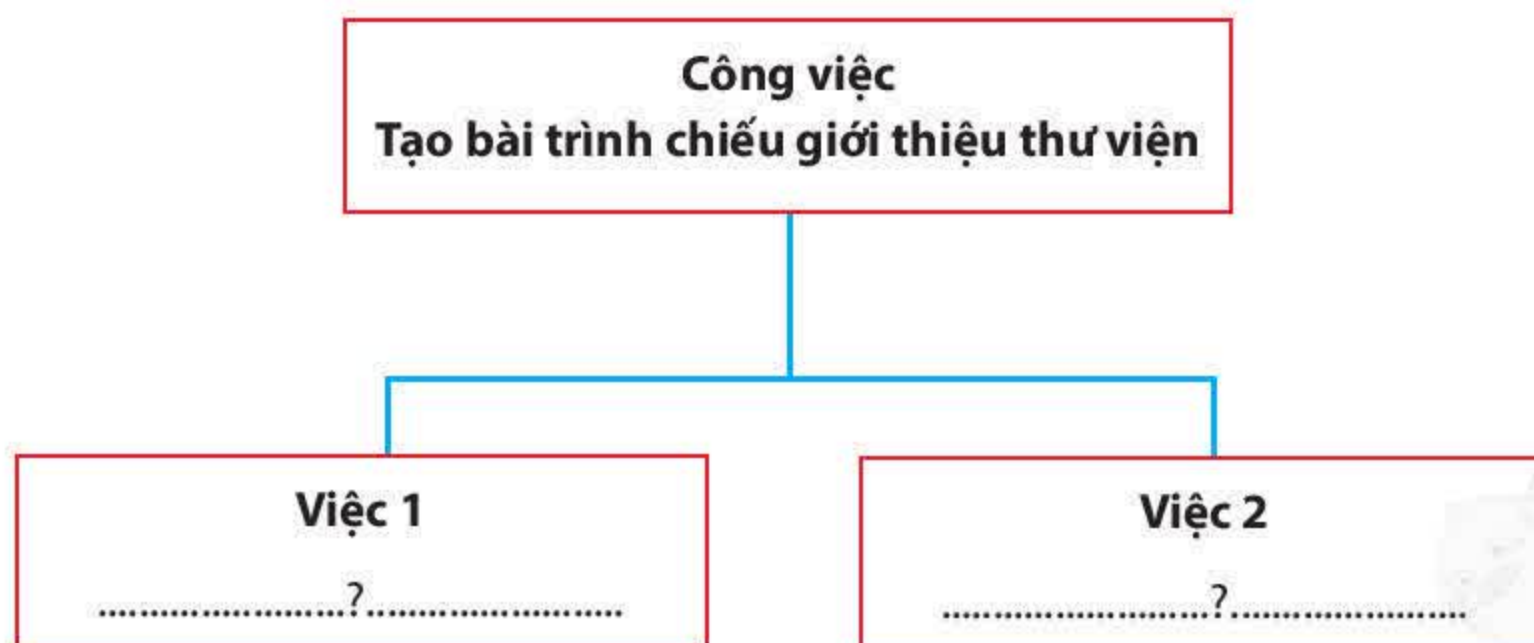 Công việc
Tạo bài trình chiếu giới thiệu thư viện
Việc 1
Việc 2
........................?........................
........................?......................